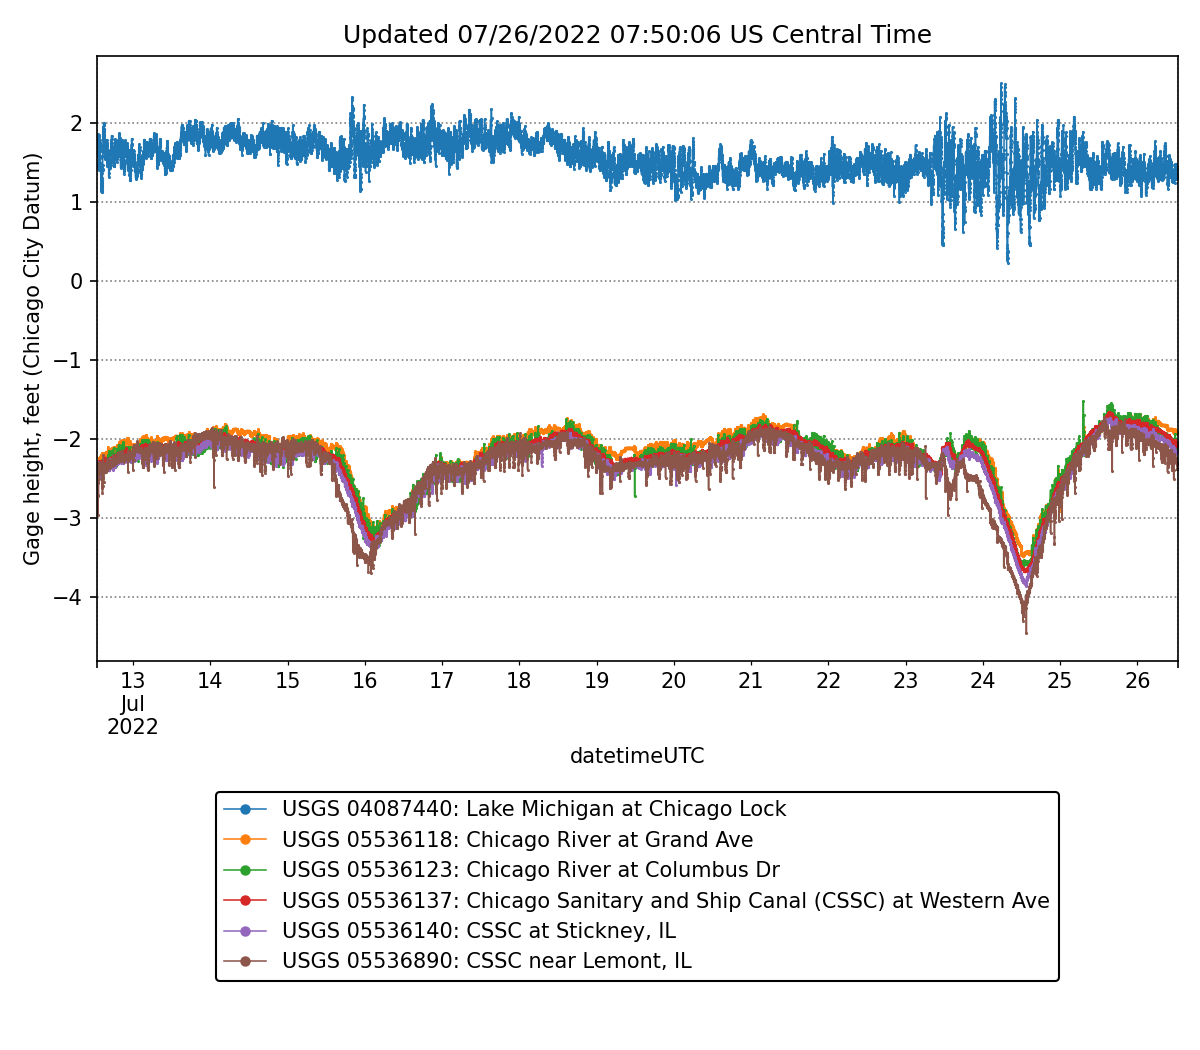 Updated 07/26/2022 07:50:06 US Central Time
Gage height, feet (Chicago City Datum)
2
1
0
−1
−2
−3
−4
13 14 15 16 17 18 19 20 21 22 23 24 25 26
Jul
2022
datetimeUTC
USGS 04087440: Lake Michigan at Chicago Lock
USGS 05536118: Chicago River at Grand Ave
USGS 05536123: Chicago River at Columbus Dr
USGS 05536137: Chicago Sanitary and Ship Canal (CSSC) at Western Ave
USGS 05536140: CSSC at Stickney, IL
USGS 05536890: CSSC near Lemont, IL